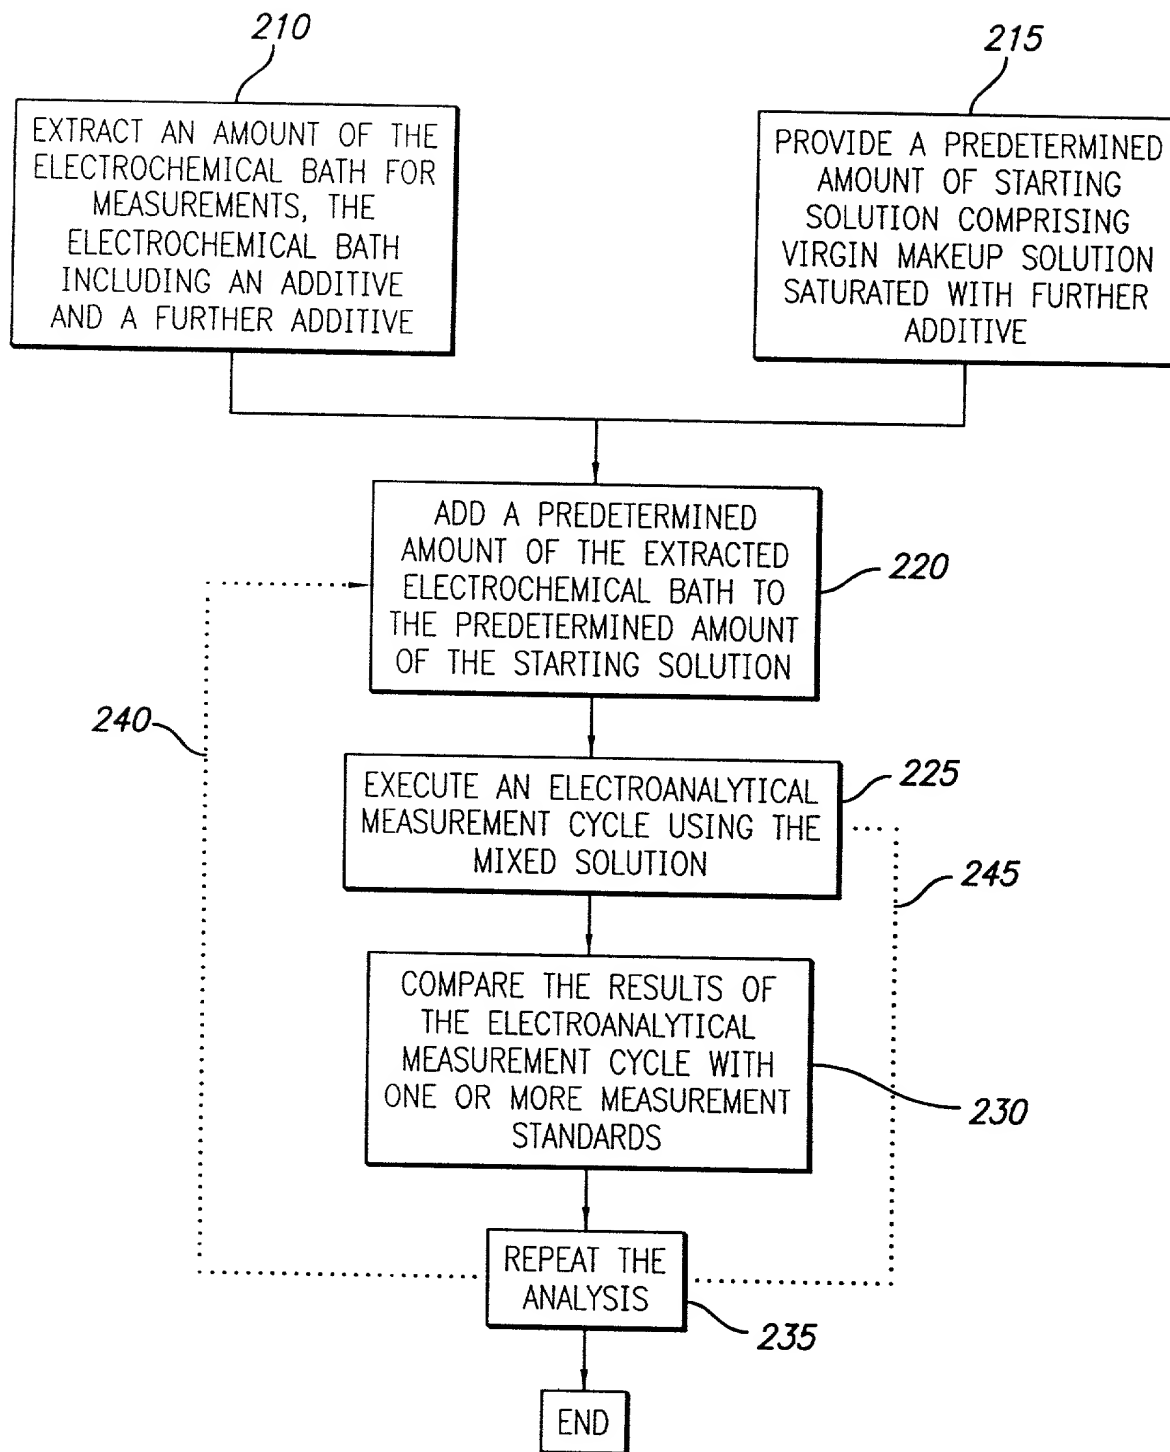 210
215
EXTRACT AN AMOUNT OF THE
ELECTROCHEMICAL BATH FOR
MEASUREMENTS, THE
ELECTROCHEMICAL BATH
INCLUDING AN ADDITIVE
AND A FURTHER ADDITIVE
PROVIDE A PREDETERMINED
AMOUNT OF STARTING
SOLUTION COMPRISING
VIRGIN MAKEUP SOLUTION
SATURATED WITH FURTHER
ADDITIVE
ADD A PREDETERMINED
AMOUNT OF THE EXTRACTED
ELECTROCHEMICAL BATH TO
THE PREDETERMINED AMOUNT
OF THE STARTING SOLUTION
220
240
EXECUTE AN ELECTROANALYTICAL
MEASUREMENT CYCLE USING THE
MIXED SOLUTION
225
245
COMPARE THE RESULTS OF
THE ELECTROANALYTICAL
MEASUREMENT CYCLE WITH
ONE OR MORE MEASUREMENT
STANDARDS
230
REPEAT THE
ANALYSIS
235
END